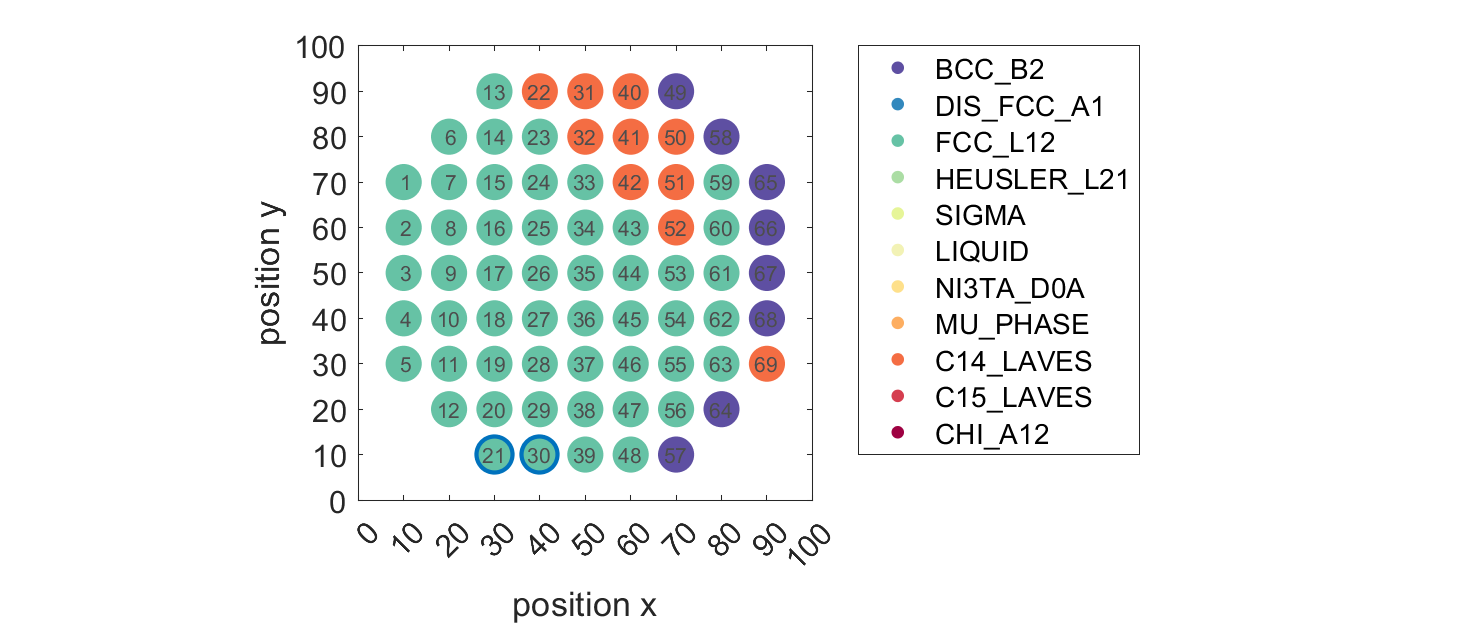 100
90 13 22 31 40 49
80 6 14 23 32 41 50 58
70 1 7 15 24 33 42 51 59 65
60 2 8 16 25 34 43 52 60 66
50 3 9 17 26 35 44 53 61 67
40 4 10 18 27 36 45 54 62 68
30 5 11 19 28 37 46 55 63 69
20 12 20 29 38 47 56 64
10 21 30 39 48 57
0
0 10 20 30 40 50 60 70 80 90 100
position x
position y
BCC_B2
DIS_FCC_A1
FCC_L12
HEUSLER_L21
SIGMA
LIQUID
NI3TA_D0A
MU_PHASE
C14_LAVES
C15_LAVES
CHI_A12